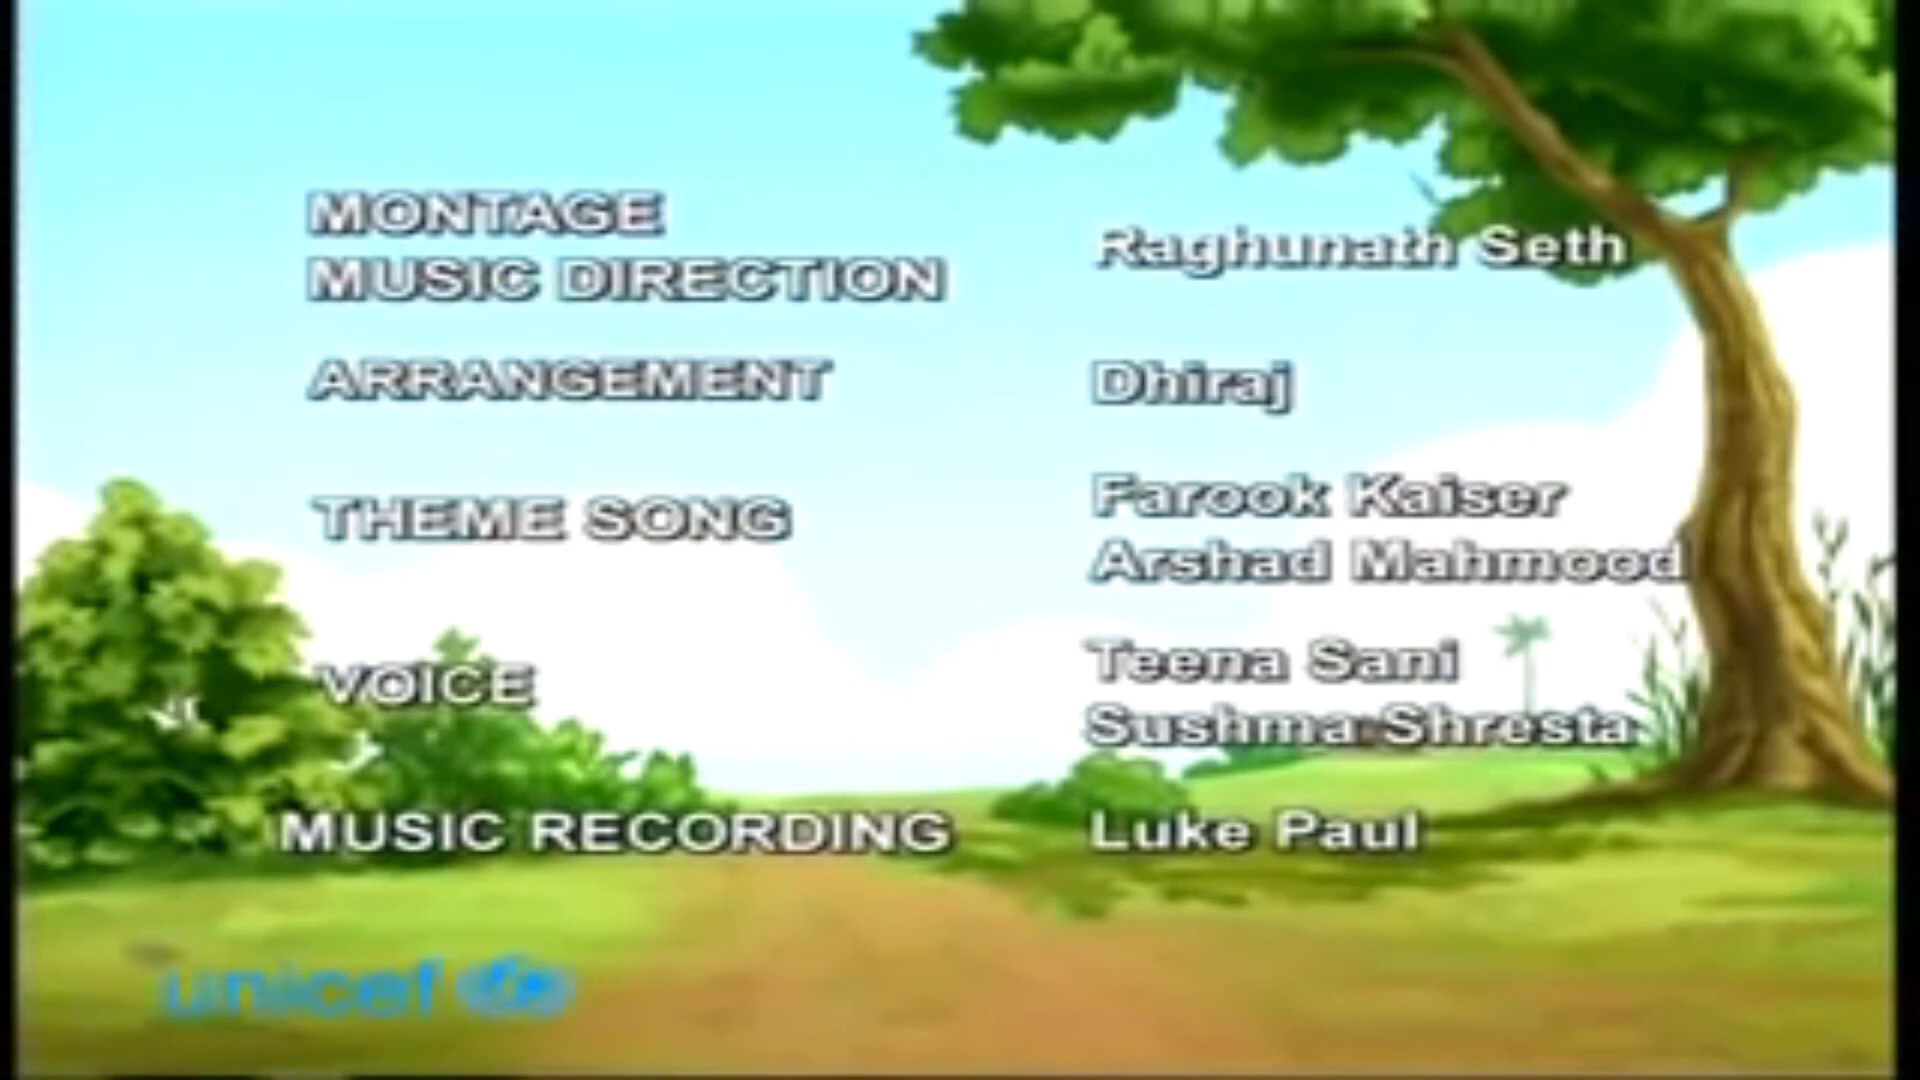 MONTAGE
MUSIC DIRECTION
Raghunath Seth
ARRANGEMENT
Dhiraj
THEME SONG
Farook Kaiser
Arshad Mahmood
VOICE
Teena Sani
Sushma Shresta
MUSIC RECORDING
Luke Paul
unicef